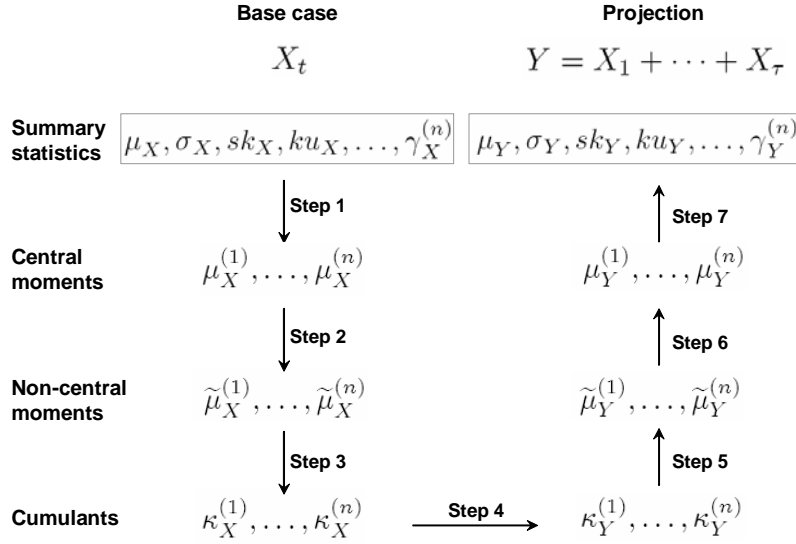 Base case Projection
X_t Y = X_1 + ⋯ + X_τ
Summary statistics μ_X, σ_X, sk_X, ku_X, …, γ_X^{(n)} μ_Y, σ_Y, sk_Y, ku_Y, …, γ_Y^{(n)}
Step 1 Step 7
Central moments μ_X^{(1)}, …, μ_X^{(n)} μ_Y^{(1)}, …, μ_Y^{(n)}
Step 2 Step 6
Non-central moments μ̃_X^{(1)}, …, μ̃_X^{(n)} μ̃_Y^{(1)}, …, μ̃_Y^{(n)}
Step 3 Step 5
Cumulants κ_X^{(1)}, …, κ_X^{(n)} Step 4 κ_Y^{(1)}, …, κ_Y^{(n)}